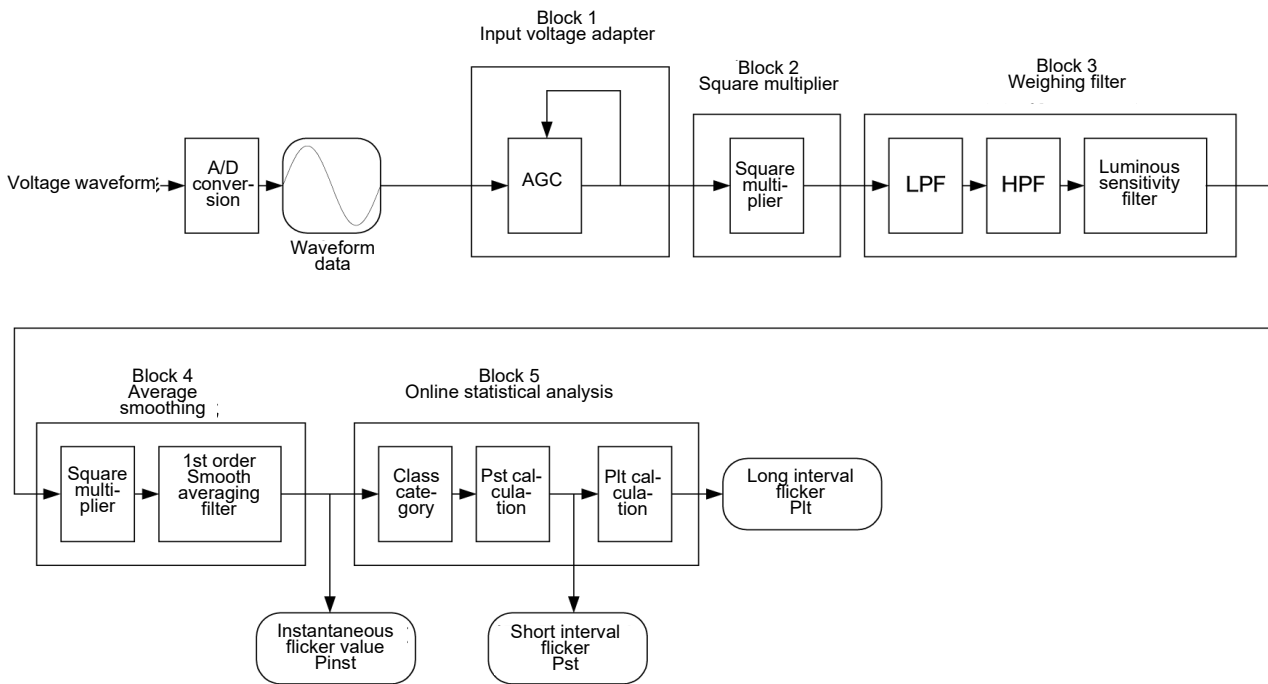 Block 1
Input voltage adapter
Block 2
Square multiplier
Block 3
Weighing filter
Voltage waveform
A/D
conver-
sion
Waveform
data
AGC
Square
multi-
plier
LPF
HPF
Luminous
sensitivity
filter
Block 4
Average
smoothing ;
Block 5
Online statistical analysis
Square
multi-
plier
1st order
Smooth
averaging
filter
Class
cate-
gory
Pst cal-
cula-
tion
Plt cal-
cula-
tion
Long interval
flicker
Plt
Instantaneous
flicker value
Pinst
Short interval
flicker
Pst